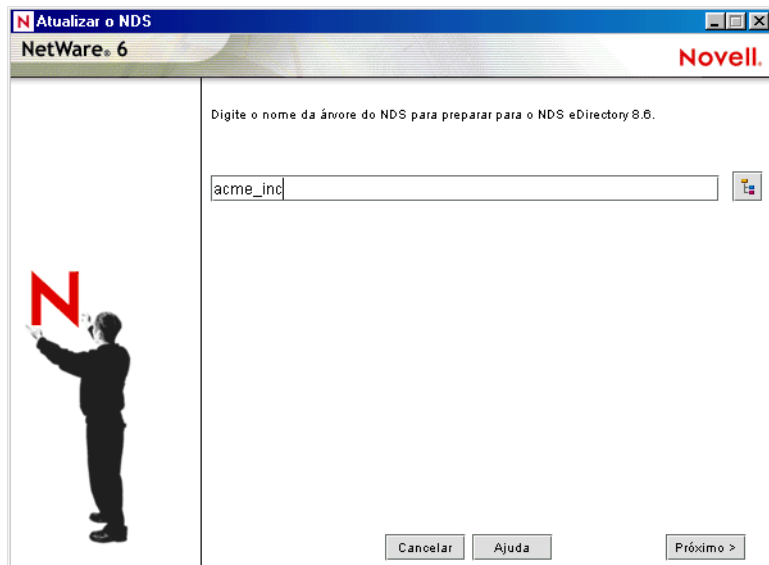 Atualizar o NDS
NetWare® 6
Novell.
Digite o nome da árvore do NDS para preparar para o NDS eDirectory 8.6.
acme_inc
N
Cancelar
Ajuda
Próximo >